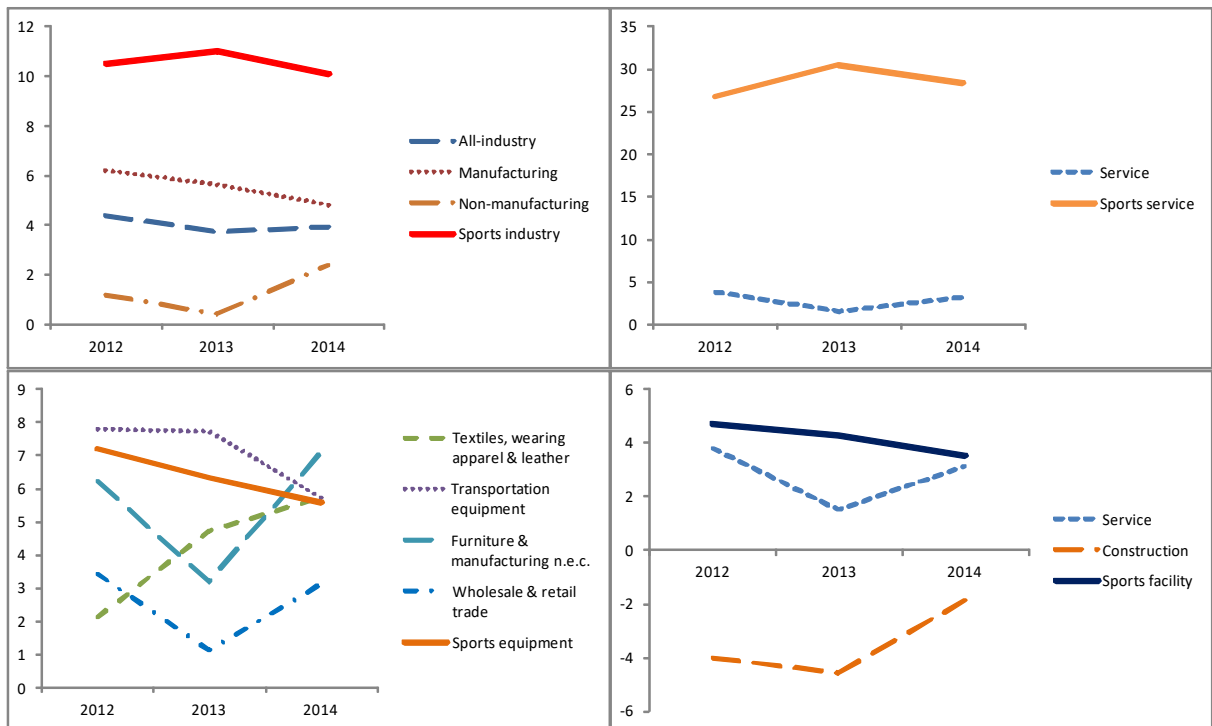 12
10
8
6
4
2
0
2012 2013 2014
All-industry
Manufacturing
Non-manufacturing
Sports industry
35
30
25
20
15
10
5
0
2012 2013 2014
Service
Sports service
9
8
7
6
5
4
3
2
1
0
2012 2013 2014
Textiles, wearing
apparel & leather
Transportation
equipment
Furniture &
manufacturing n.e.c.
Wholesale & retail
trade
Sports equipment
6
4
2
0
-2
-4
-6
2012 2013 2014
Service
Construction
Sports facility